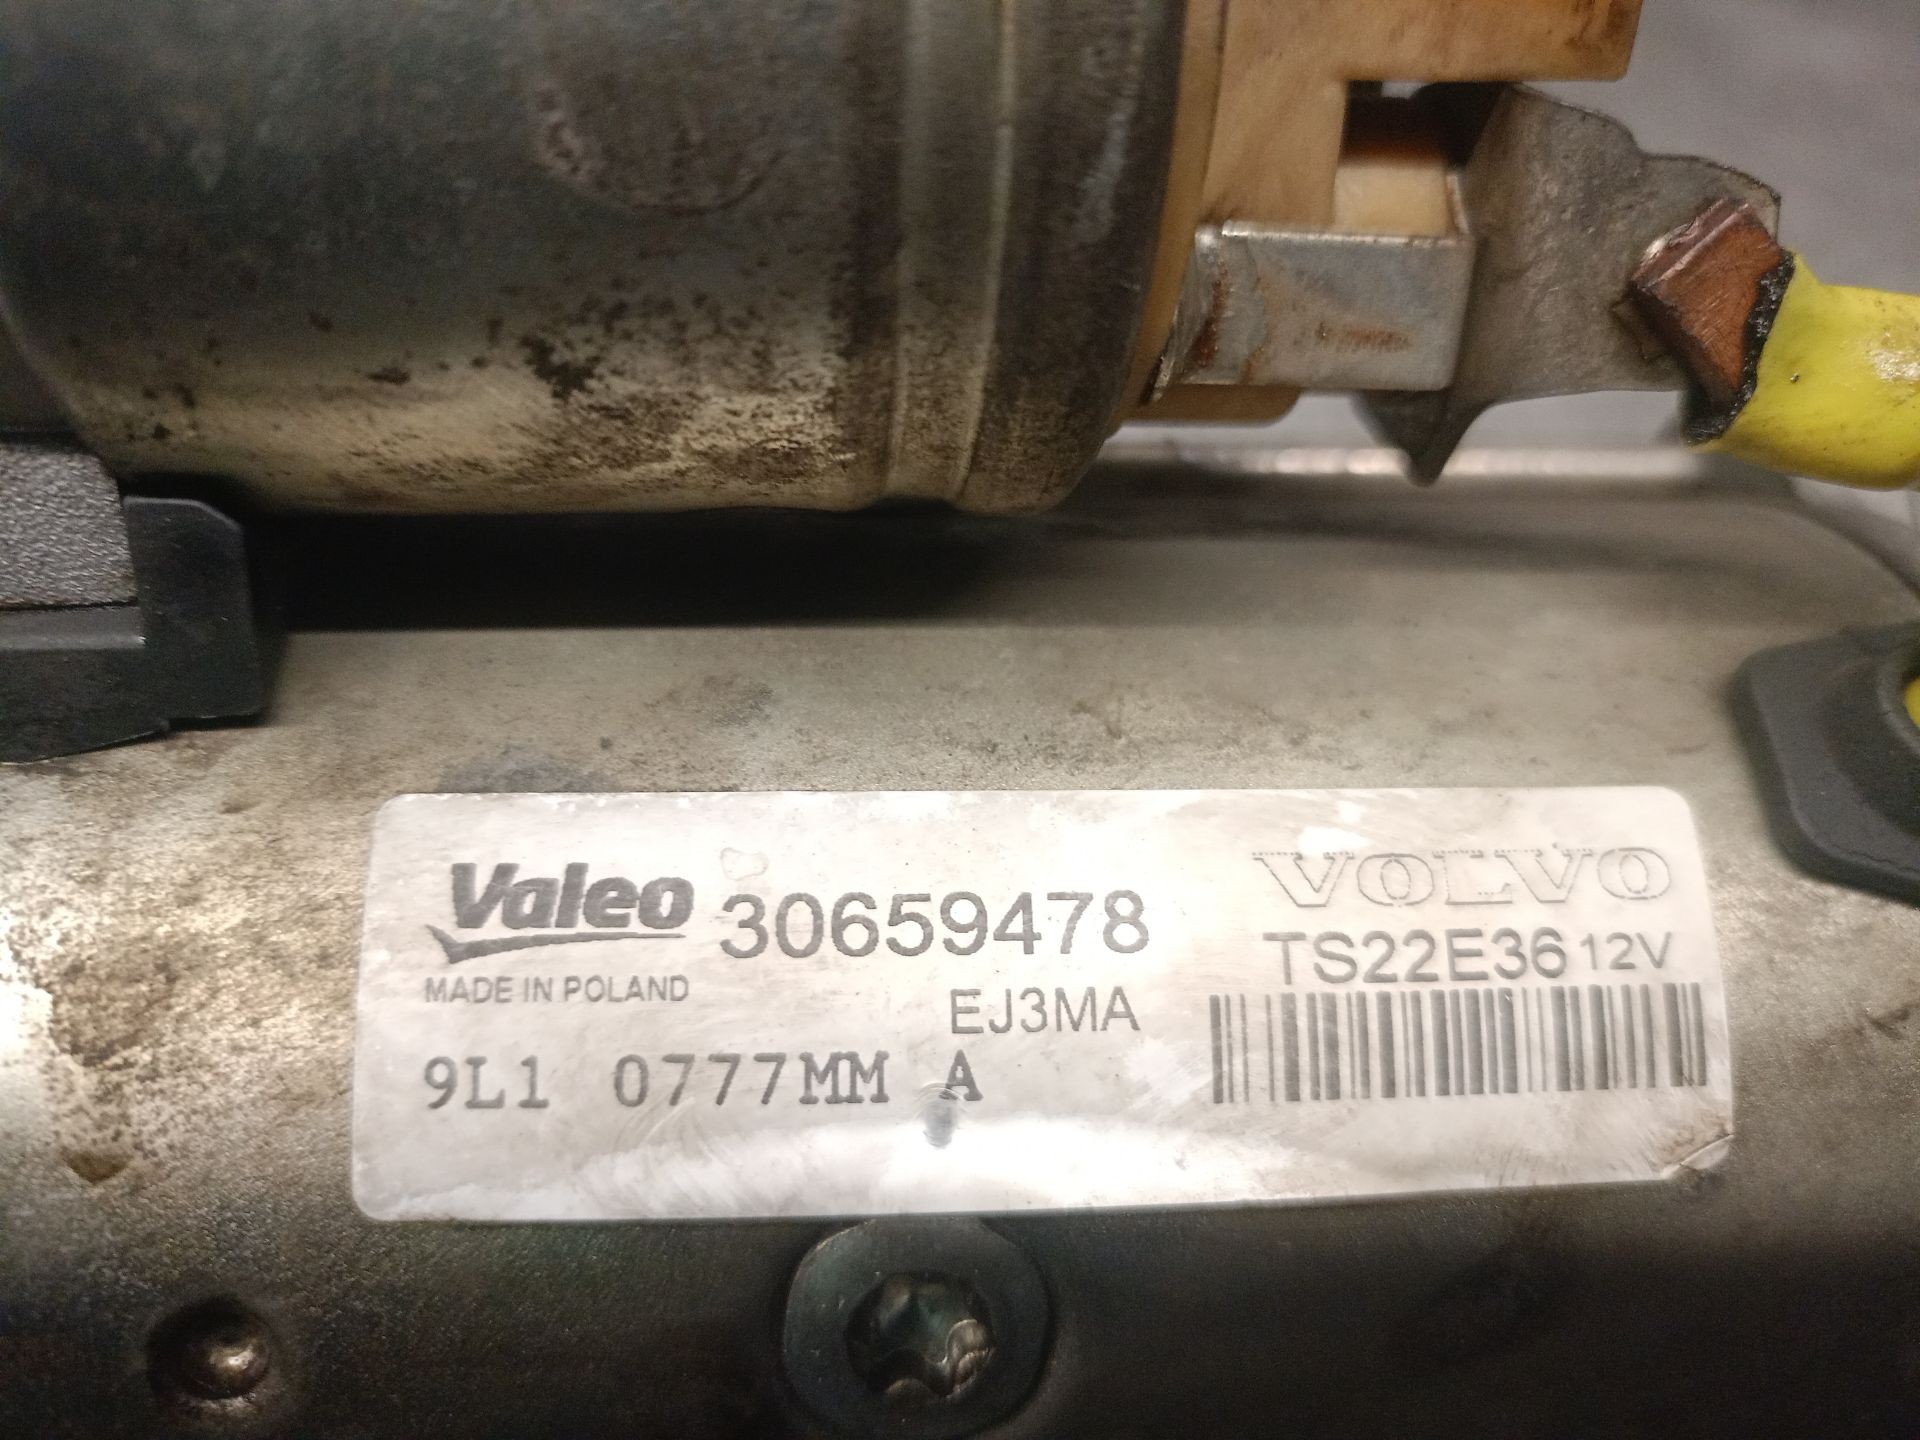 Valeo 30659478 VOLVO
MADE IN POLAND EJ3MA TS22E36 12V
9L1 0777MM A